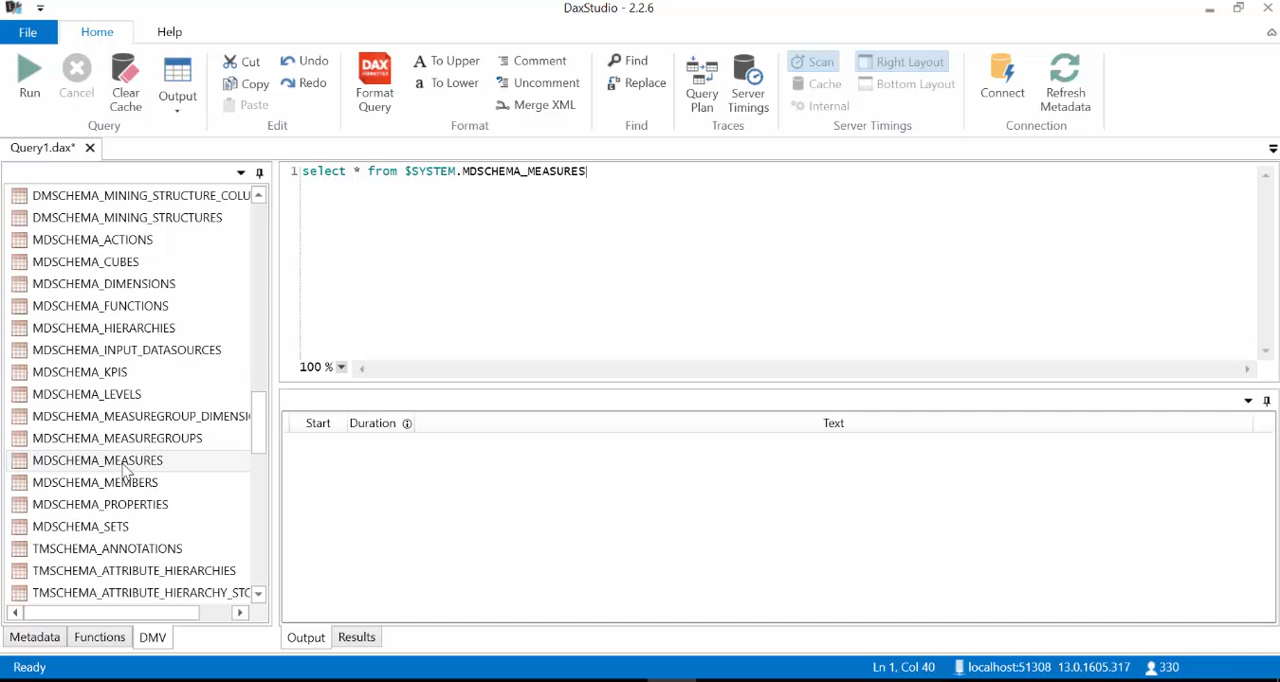 DaxStudio - 2.2.6
File
Home
Help
Run
Cancel
Clear
Cache
Output
Query
Cut
Copy
Paste
Undo
Redo
Edit
DAX
Format
Query
To Upper
To Lower
Comment
Uncomment
Merge XML
Format
Find
Replace
Find
Query
Plan
Server
Timings
Traces
Scan
Cache
Internal
Right Layout
Bottom Layout
Server Timings
Connect
Refresh
Metadata
Connection
Query1.dax*
DMSCHEMA_MINING_STRUCTURE_COLU
DMSCHEMA_MINING_STRUCTURES
MDSCHEMA_ACTIONS
MDSCHEMA_CUBES
MDSCHEMA_DIMENSIONS
MDSCHEMA_FUNCTIONS
MDSCHEMA_HIERARCHIES
MDSCHEMA_INPUT_DATASOURCES
MDSCHEMA_KPIS
MDSCHEMA_LEVELS
MDSCHEMA_MEASUREGROUP_DIMENSI
MDSCHEMA_MEASUREGROUPS
MDSCHEMA_MEASURES
MDSCHEMA_MEMBERS
MDSCHEMA_PROPERTIES
MDSCHEMA_SETS
TMSCHEMA_ANNOTATIONS
TMSCHEMA_ATTRIBUTE_HIERARCHIES
TMSCHEMA_ATTRIBUTE_HIERARCHY_STO
Metadata
Functions
DMV
1 select * from $SYSTEM.MDSCHEMA_MEASURES
100 %
Start
Duration
Text
Output
Results
Ready
Ln 1, Col 40
localhost:51308
13.0.1605.317
330